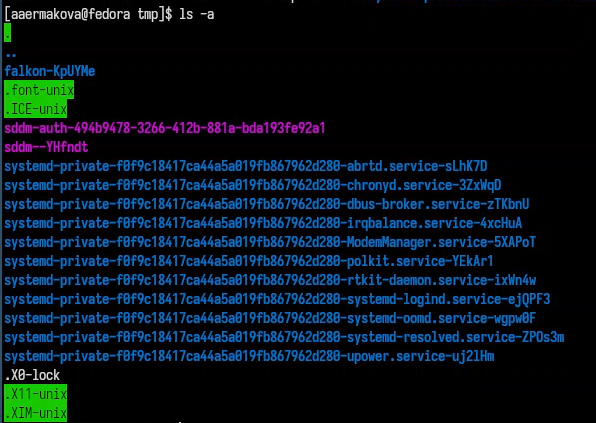 [aaermakova@fedora tmp]$ ls -a
.
..
falkon-KpUYMe
.font-unix
.ICE-unix
sddm-auth-494b9478-3266-412b-881a-bda193fe92a1
sddm--YHfndt
systemd-private-f0f9c18417ca44a5a019fb867962d280-abrtd.service-sLhK7D
systemd-private-f0f9c18417ca44a5a019fb867962d280-chronyd.service-3ZxWqD
systemd-private-f0f9c18417ca44a5a019fb867962d280-dbus-broker.service-zTKbnU
systemd-private-f0f9c18417ca44a5a019fb867962d280-irqbalance.service-4xcHuA
systemd-private-f0f9c18417ca44a5a019fb867962d280-ModemManager.service-5XAPoT
systemd-private-f0f9c18417ca44a5a019fb867962d280-polkit.service-YEkAr1
systemd-private-f0f9c18417ca44a5a019fb867962d280-rtkit-daemon.service-ixWn4w
systemd-private-f0f9c18417ca44a5a019fb867962d280-systemd-logind.service-ejQPF3
systemd-private-f0f9c18417ca44a5a019fb867962d280-systemd-oomd.service-wgpw0F
systemd-private-f0f9c18417ca44a5a019fb867962d280-systemd-resolved.service-ZPOs3m
systemd-private-f0f9c18417ca44a5a019fb867962d280-upower.service-uj2lHm
.X0-lock
.X11-unix
.XIM-unix